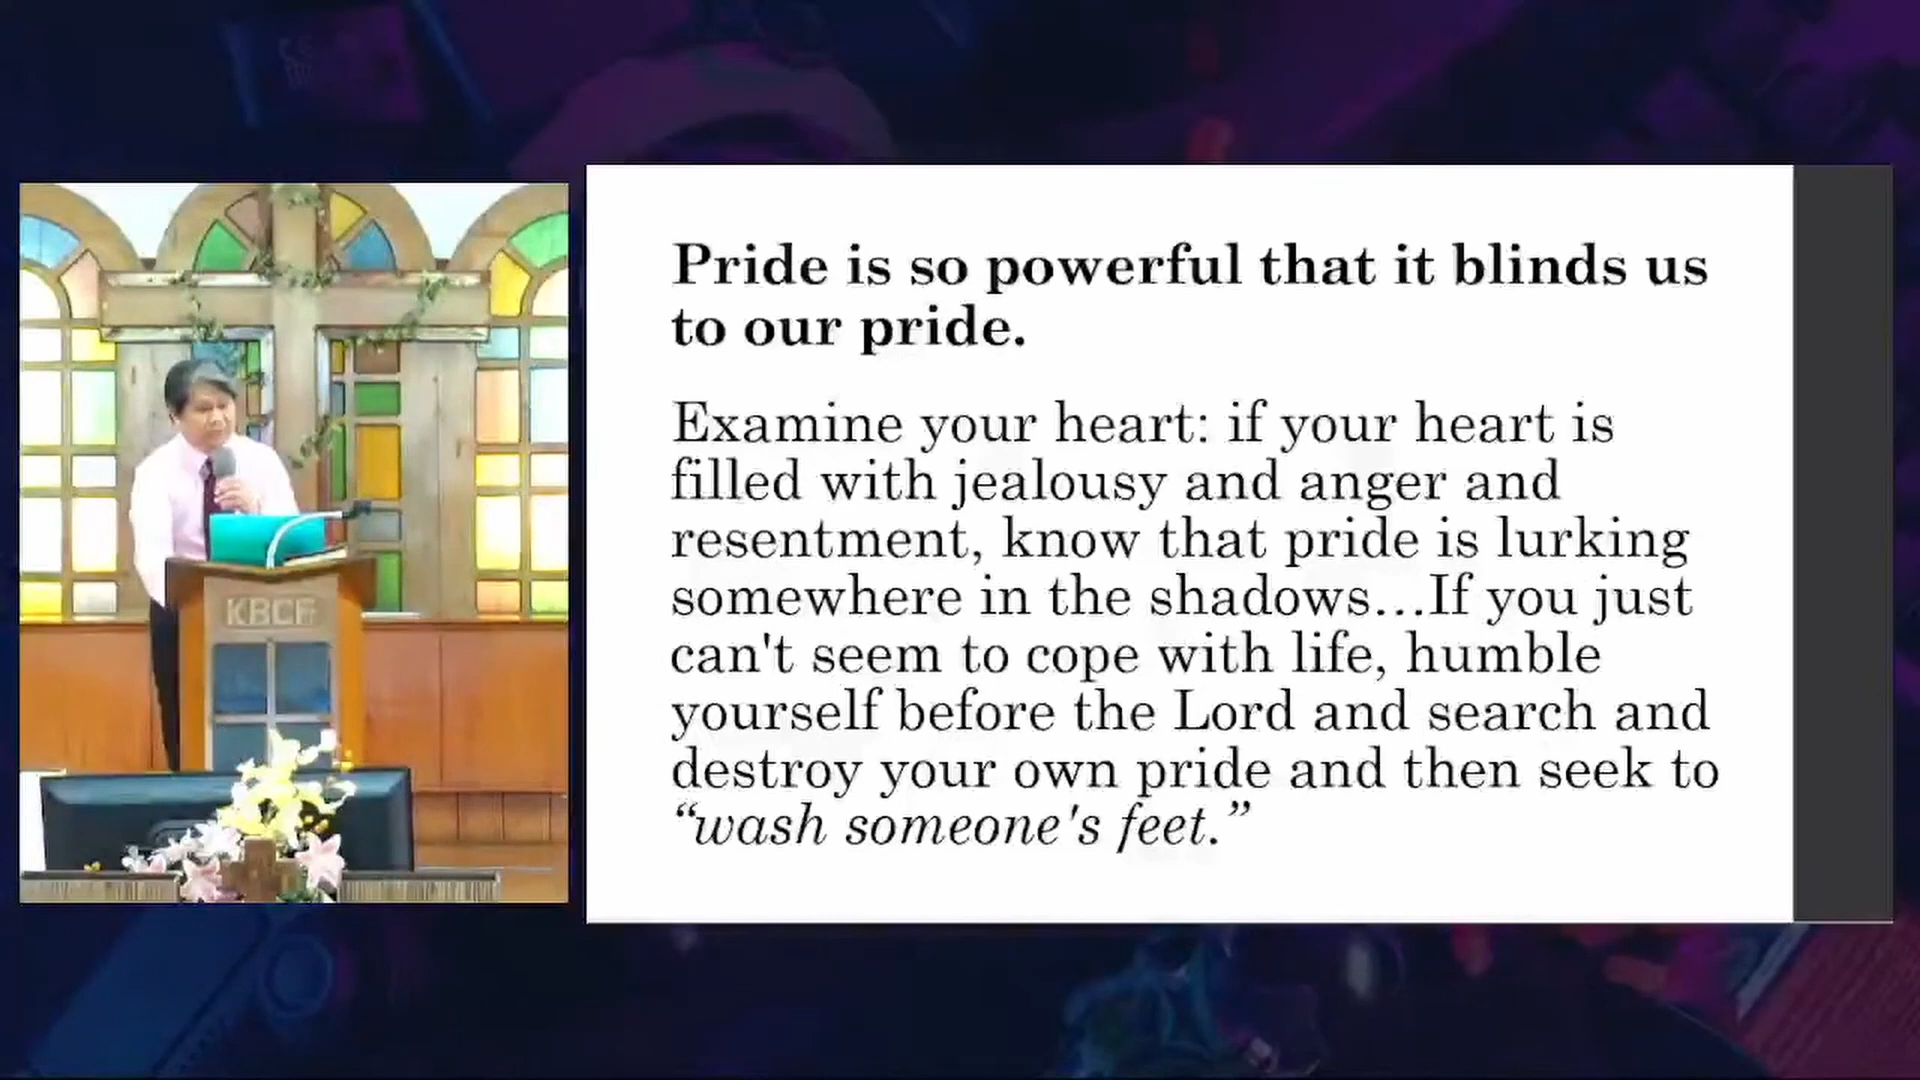 Pride is so powerful that it blinds us
to our pride.
Examine your heart: if your heart is
filled with jealousy and anger and
resentment, know that pride is lurking
somewhere in the shadows...If you just
can't seem to cope with life, humble
yourself before the Lord and search and
destroy your own pride and then seek to
“wash someone's feet.”
KBCF